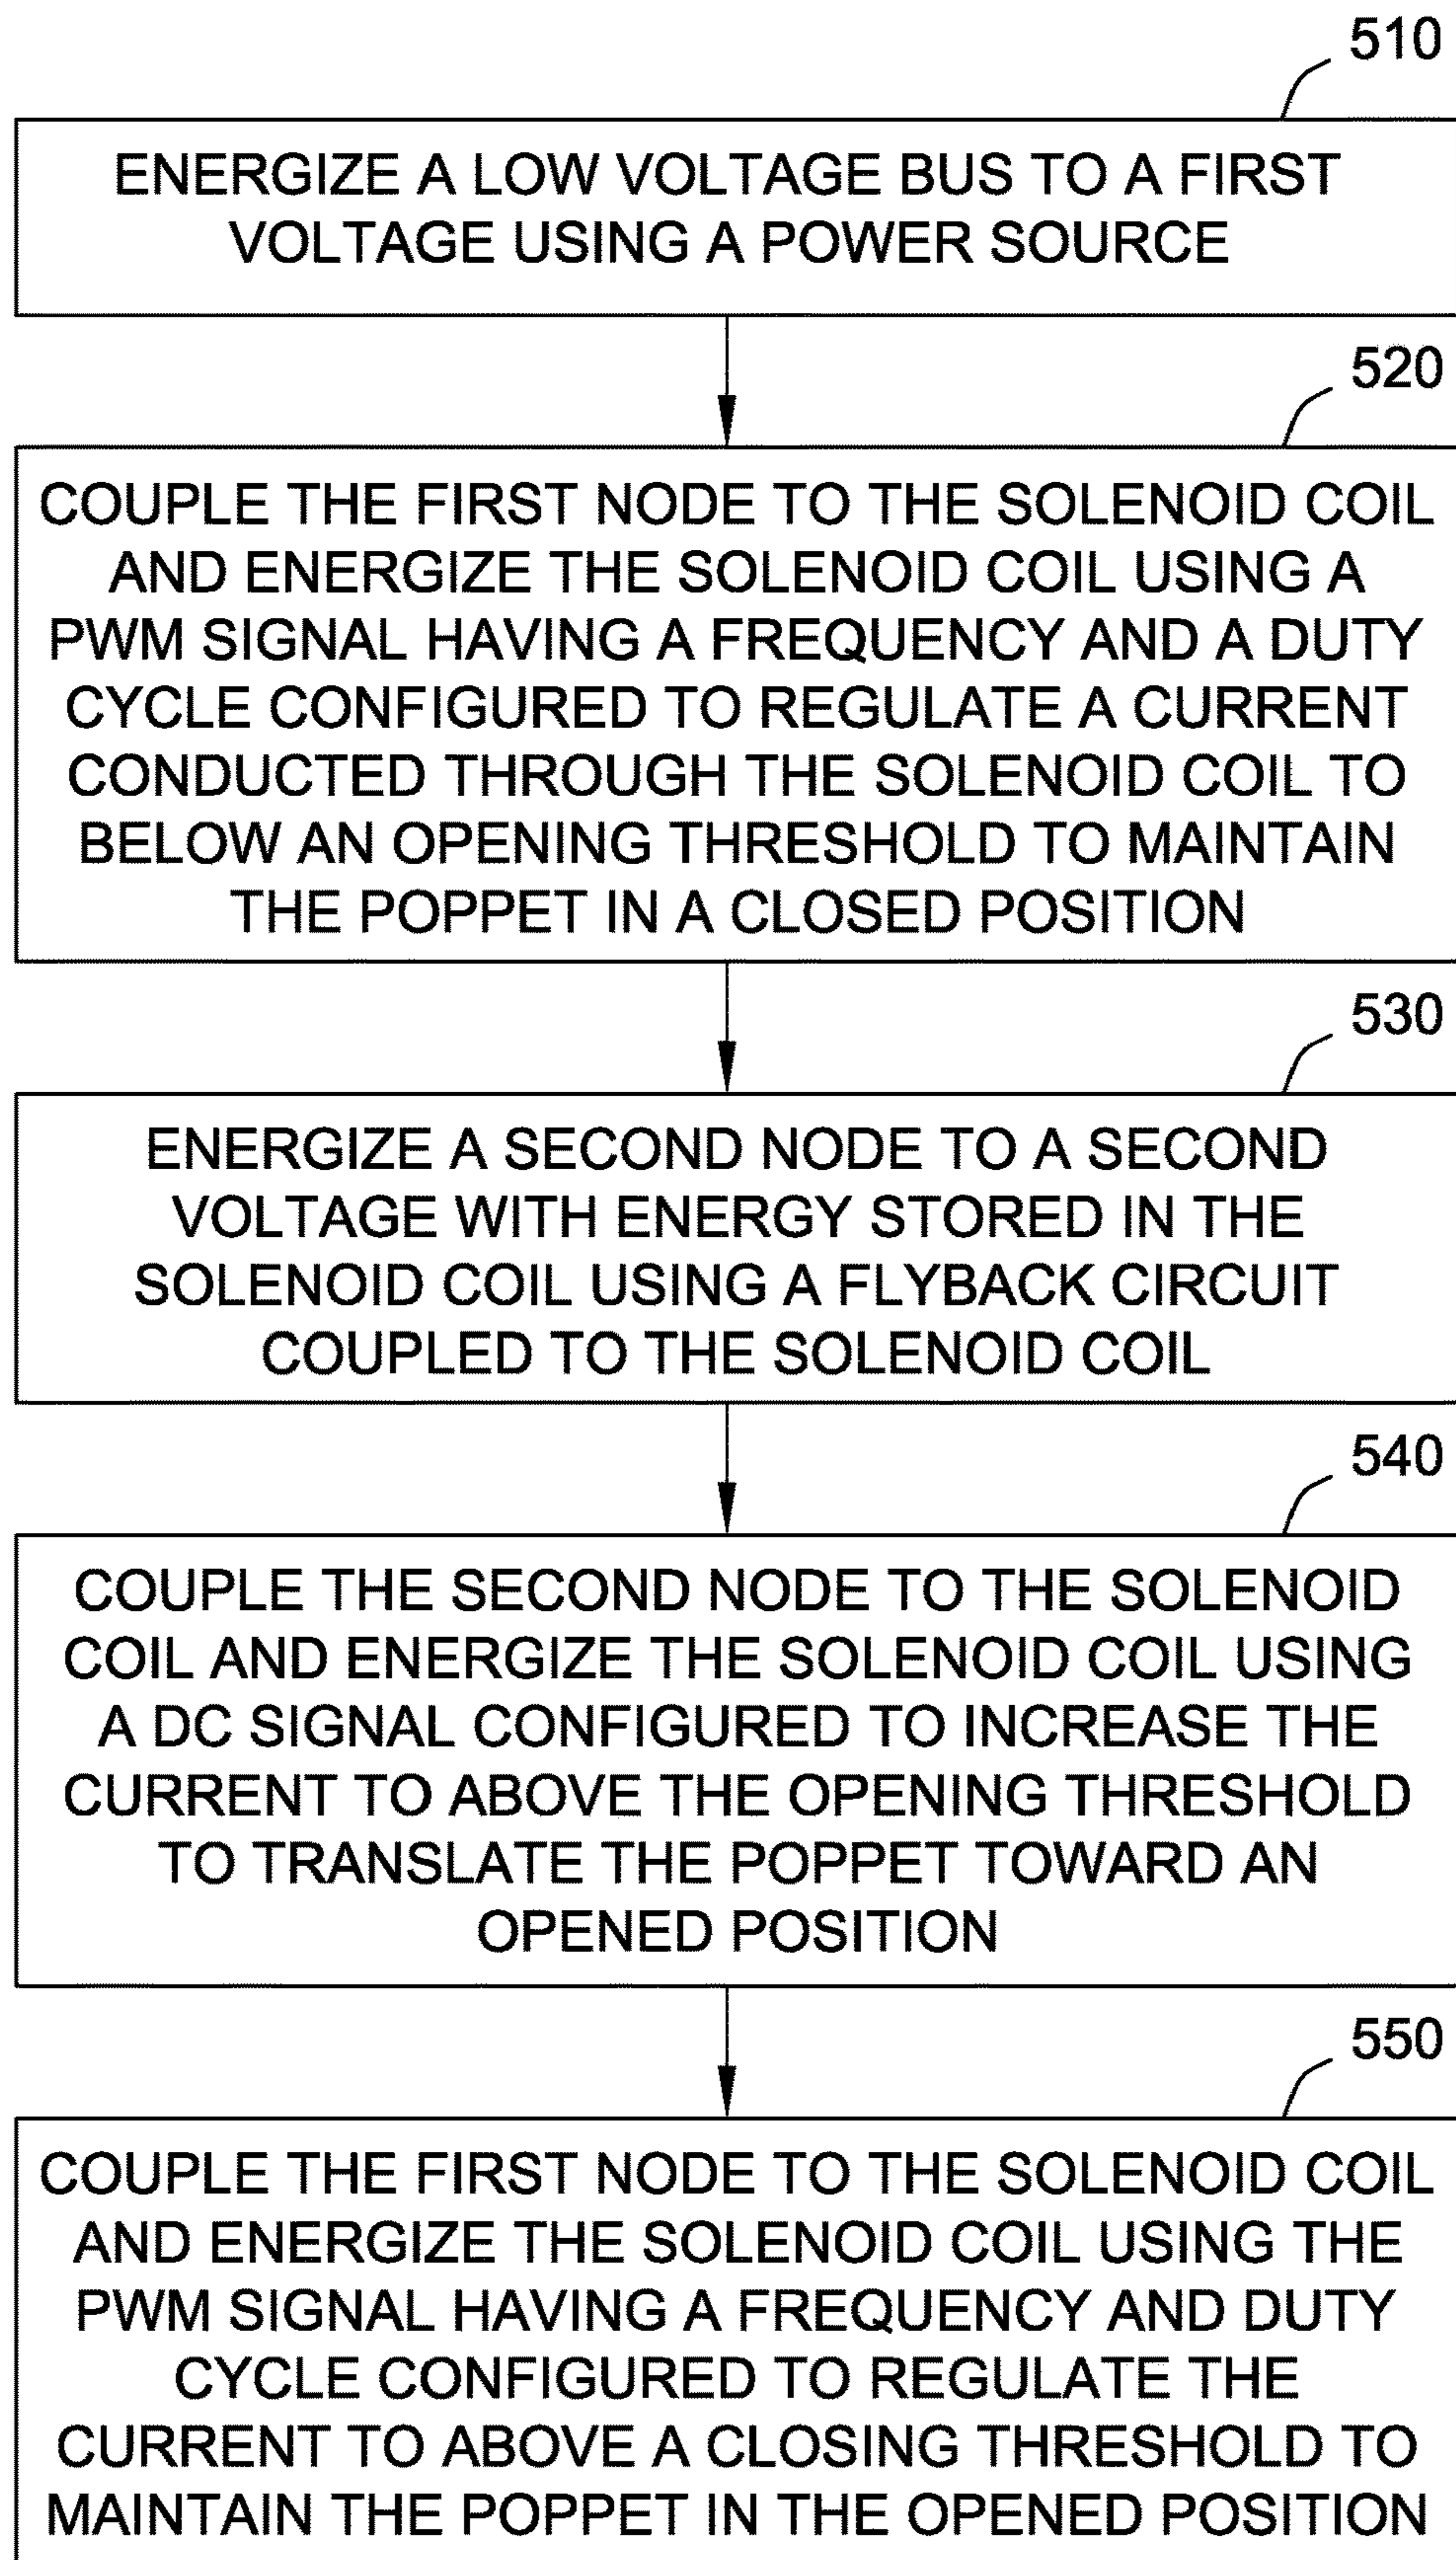 510
ENERGIZE A LOW VOLTAGE BUS TO A FIRST
VOLTAGE USING A POWER SOURCE
520
COUPLE THE FIRST NODE TO THE SOLENOID COIL
AND ENERGIZE THE SOLENOID COIL USING A
PWM SIGNAL HAVING A FREQUENCY AND A DUTY
CYCLE CONFIGURED TO REGULATE A CURRENT
CONDUCTED THROUGH THE SOLENOID COIL TO
BELOW AN OPENING THRESHOLD TO MAINTAIN
THE POPPET IN A CLOSED POSITION
530
ENERGIZE A SECOND NODE TO A SECOND
VOLTAGE WITH ENERGY STORED IN THE
SOLENOID COIL USING A FLYBACK CIRCUIT
COUPLED TO THE SOLENOID COIL
540
COUPLE THE SECOND NODE TO THE SOLENOID
COIL AND ENERGIZE THE SOLENOID COIL USING
A DC SIGNAL CONFIGURED TO INCREASE THE
CURRENT TO ABOVE THE OPENING THRESHOLD
TO TRANSLATE THE POPPET TOWARD AN
OPENED POSITION
550
COUPLE THE FIRST NODE TO THE SOLENOID COIL
AND ENERGIZE THE SOLENOID COIL USING THE
PWM SIGNAL HAVING A FREQUENCY AND DUTY
CYCLE CONFIGURED TO REGULATE THE
CURRENT TO ABOVE A CLOSING THRESHOLD TO
MAINTAIN THE POPPET IN THE OPENED POSITION